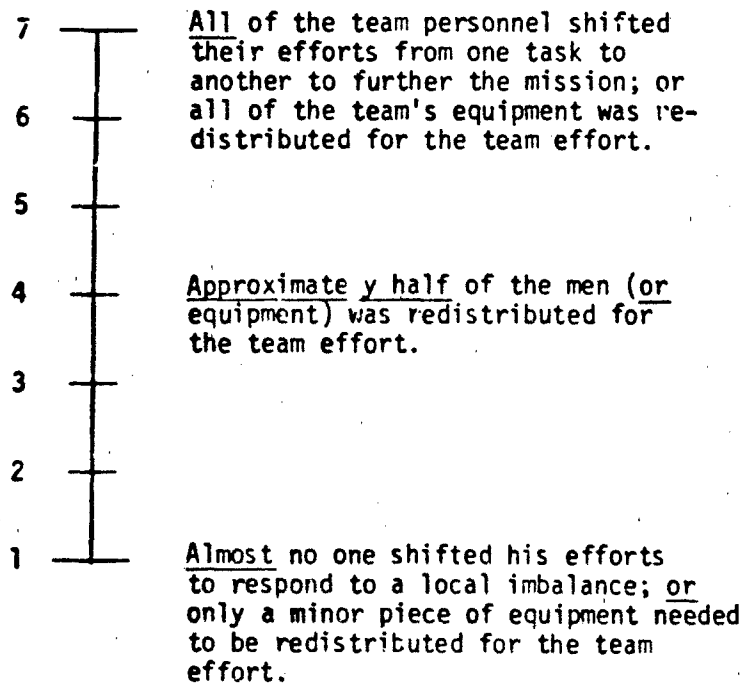 7 All of the team personnel shifted
their efforts from one task to
another to further the mission; or
6 all of the team's equipment was re-
distributed for the team effort.
5
4 Approximate y half of the men (or
equipment) was redistributed for
the team effort.
3
2
1 Almost no one shifted his efforts
to respond to a local imbalance; or
only a minor piece of equipment needed
to be redistributed for the team
effort.